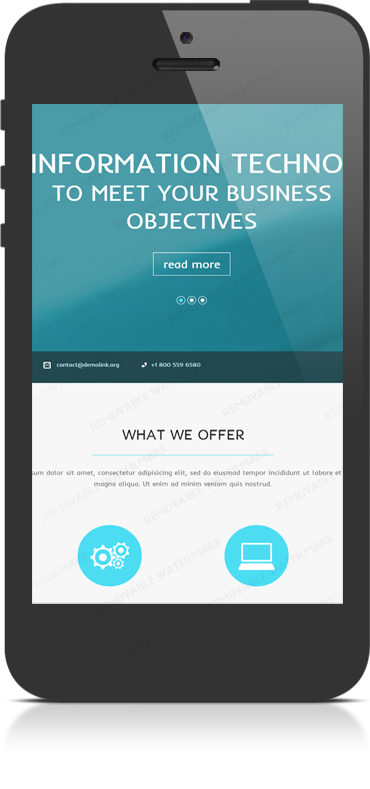 INFORMATION TECHNO
TO MEET YOUR BUSINESS
OBJECTIVES
read more
contact@demolink.org +1 800 559 6580
WHAT WE OFFER
sum dolor sit amet, consectetur adipisicing elit, sed do eiusmod tempor incididunt ut labore et
magna aliqua. Ut enim ad minim veniam quis nostrud.
REMOVABLE WATERMARK